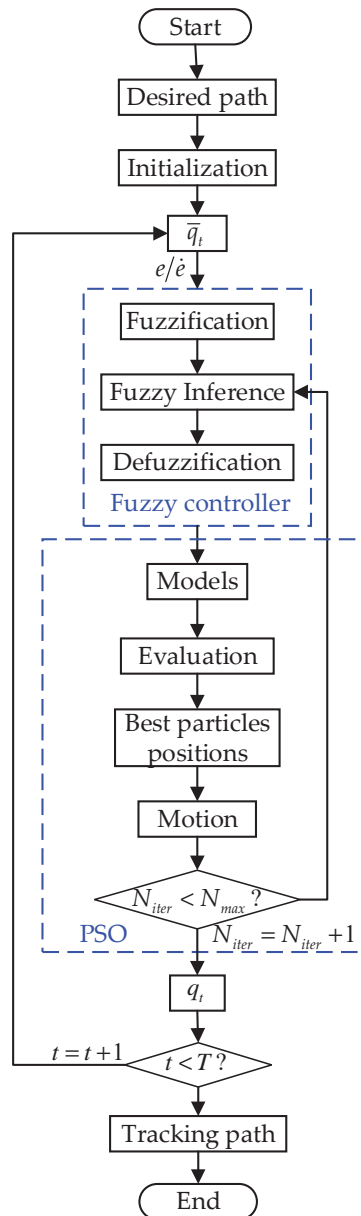 Start
Desired path
Initialization
q̅_t
e/ė
Fuzzification
Fuzzy Inference
Defuzzification
Fuzzy controller
Models
Evaluation
Best particles
positions
Motion
N_iter < N_max ?
PSO
N_iter = N_iter + 1
q_t
t = t + 1
t < T ?
Tracking path
End